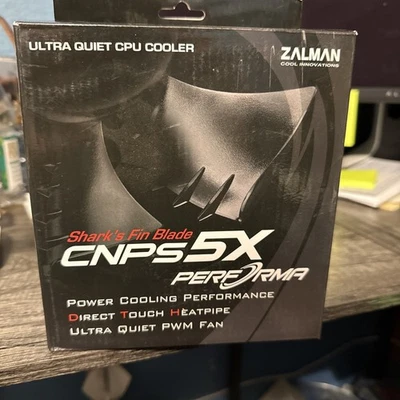 ULTRA QUIET CPU COOLER
ZALMAN
COOL INNOVATIONS
Shark's Fin Blade
CNPS5X
PERFORMA
POWER COOLING PERFORMANCE
DIRECT TOUCH HEATPIPE
ULTRA QUIET PWM FAN